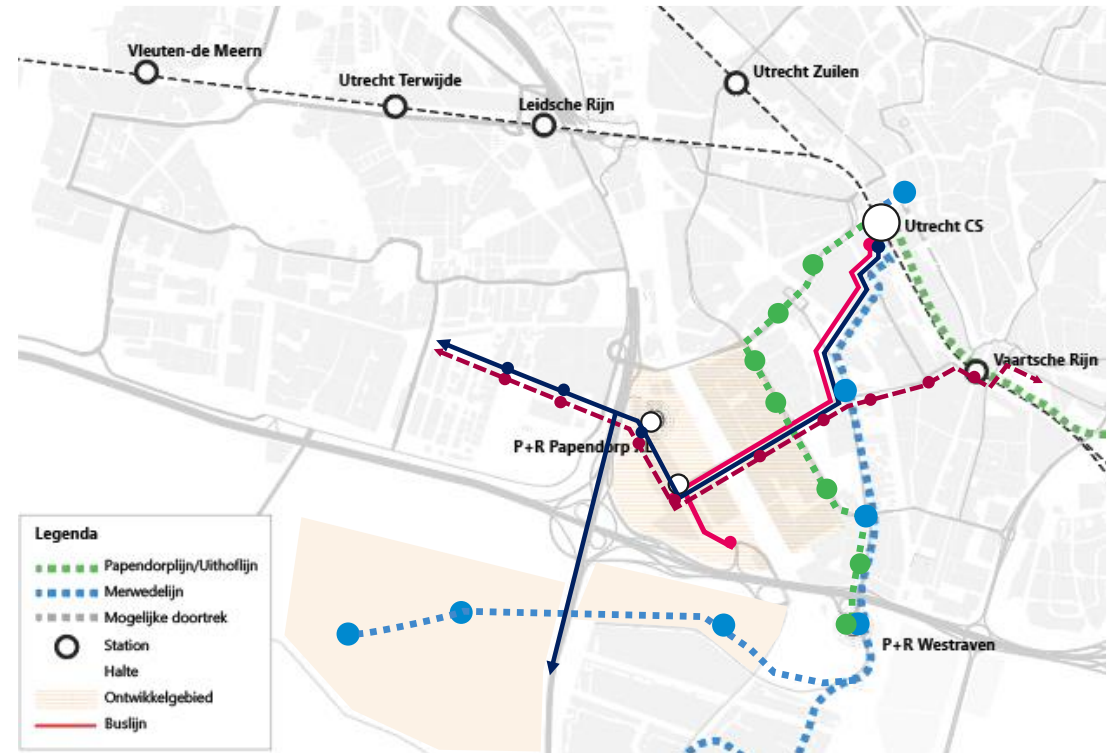 Vleuten-de Meern
Utrecht Terwijde
Leidsche Rijn
Utrecht Zuilen
Utrecht CS
Vaartsche Rijn
P+R Papendorp
P+R Westraven
Legenda
Papendorplijn/Uithoflijn
Merwedelijn
Mogelijke doortrek
Station
Halte
Ontwikkelgebied
Buslijn